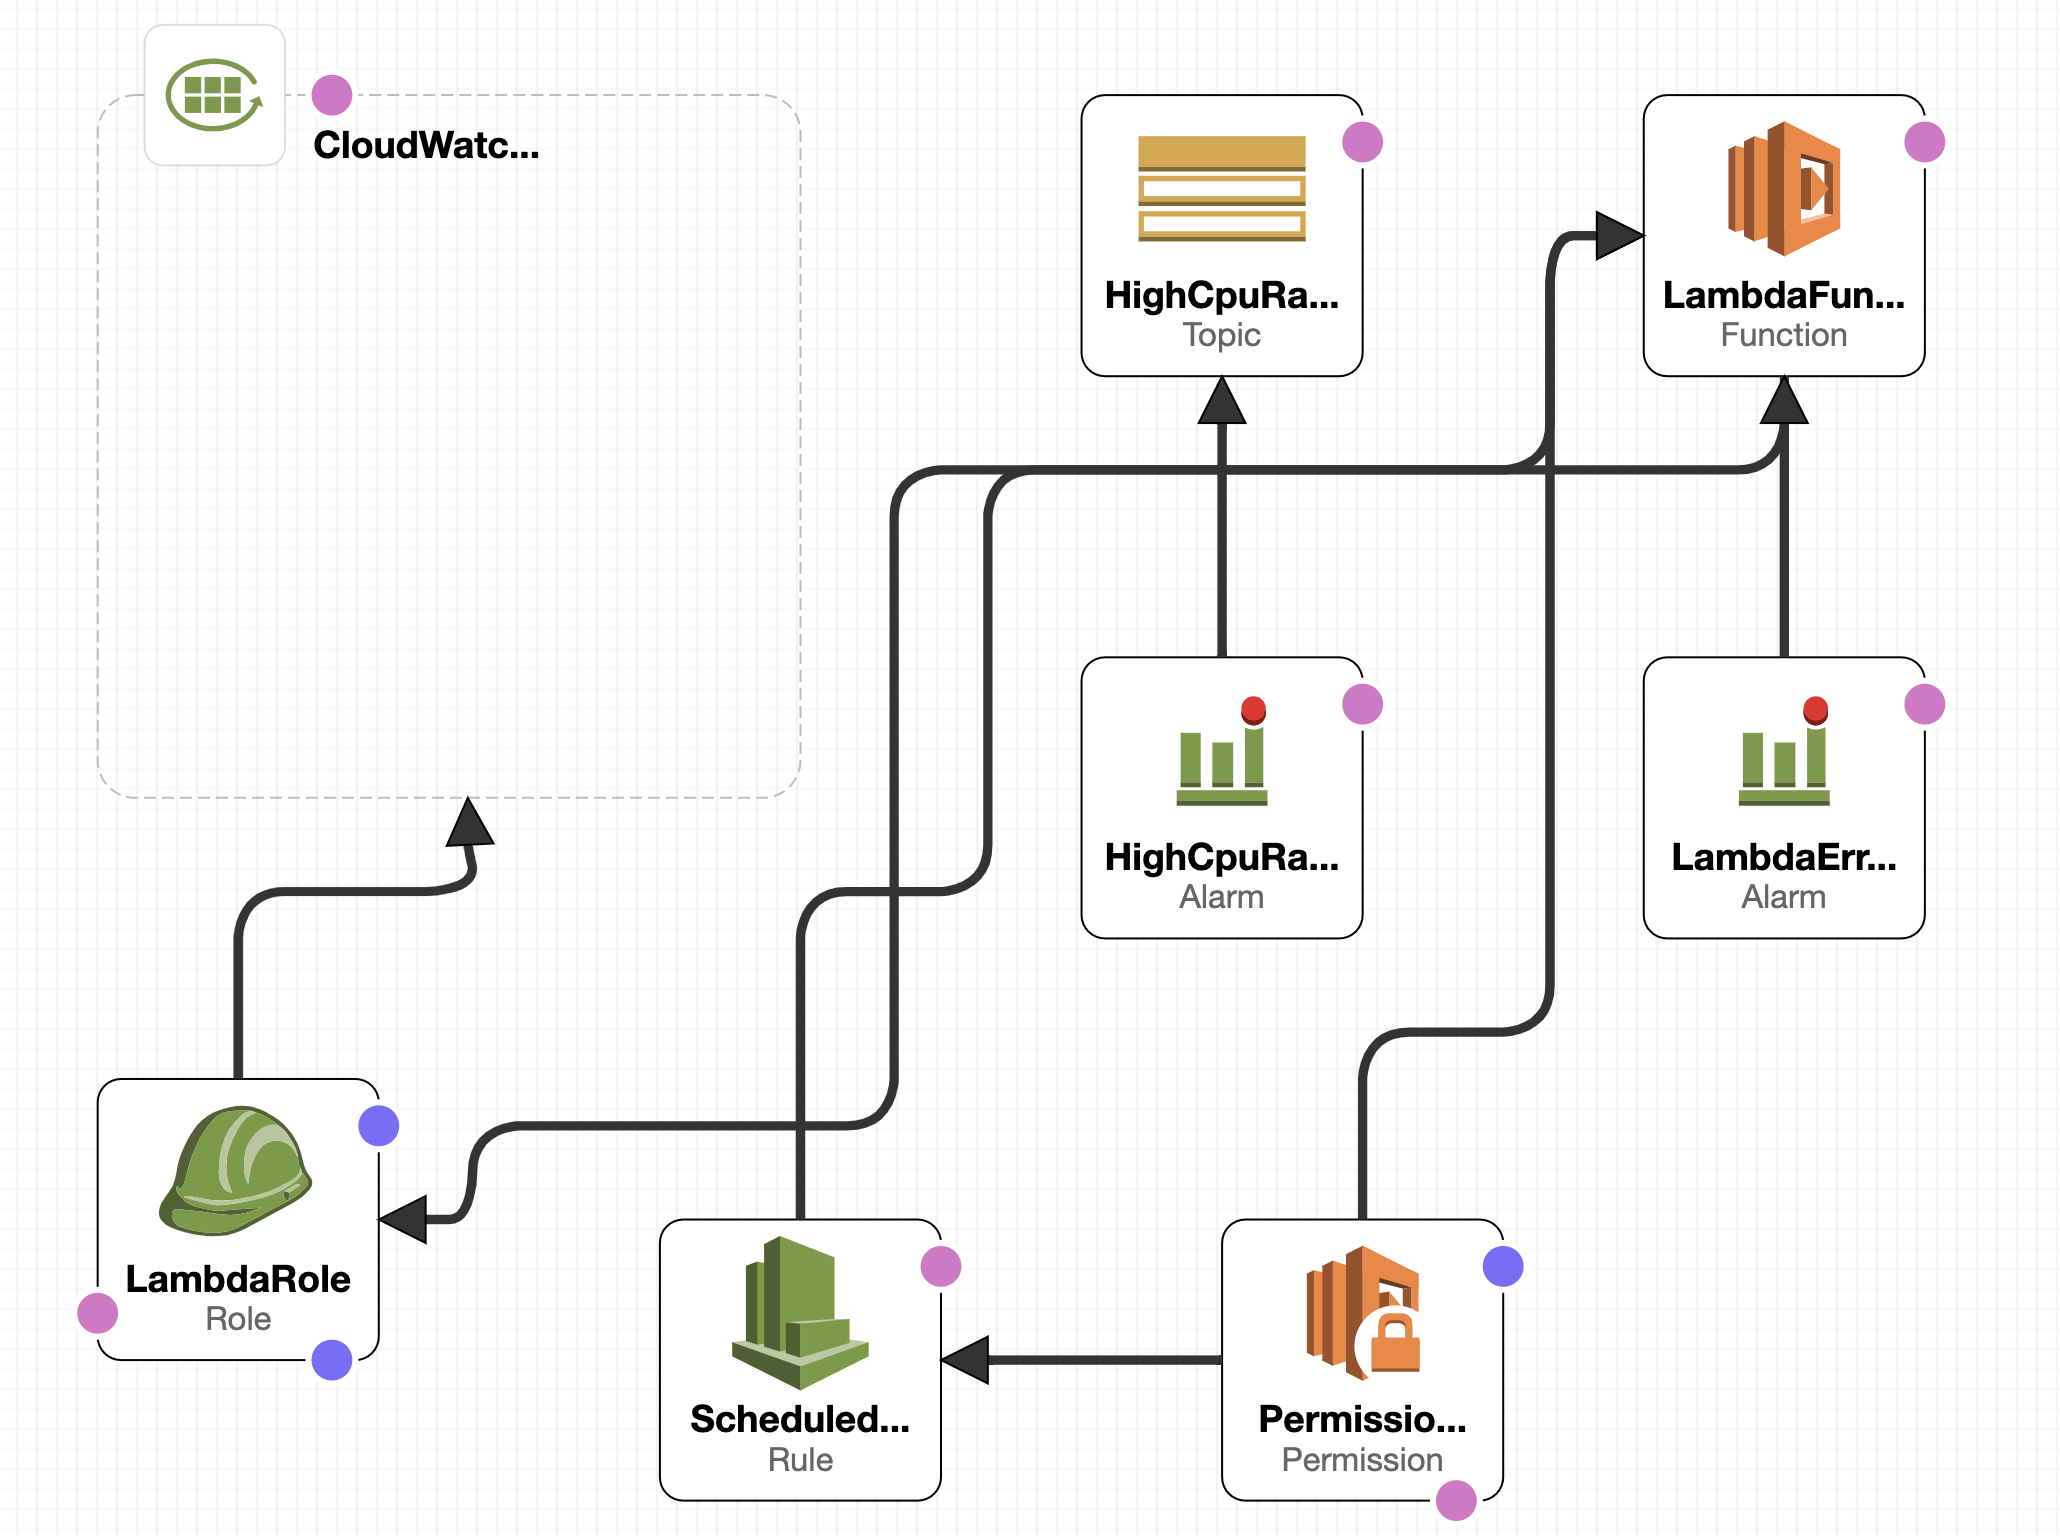 CloudWatc...
HighCpuRa...
Topic
LambdaFun...
Function
HighCpuRa...
Alarm
LambdaErr...
Alarm
LambdaRole
Role
Scheduled...
Rule
Permissio...
Permission